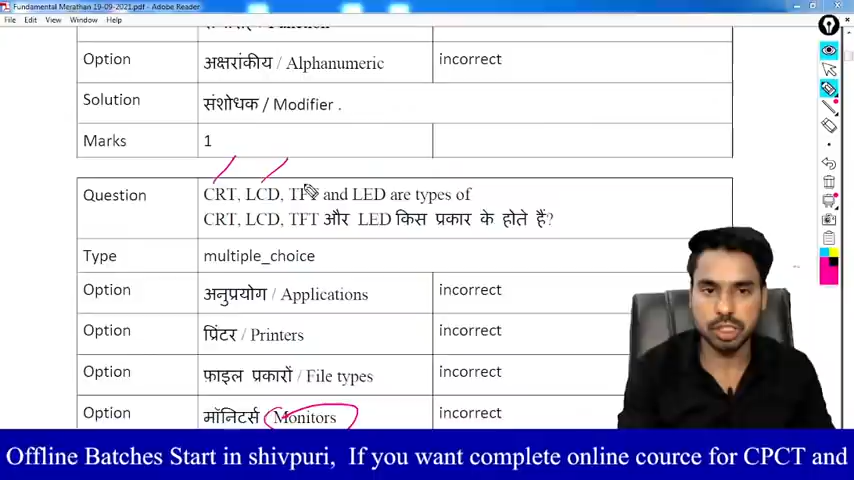 Fundamental Merathan 19-09-2021.pdf - Adobe Reader
File Edit View Window Help
Option अक्षरांकीय / Alphanumeric incorrect
Solution संशोधक / Modifier .
Marks 1
Question CRT, LCD, TFT and LED are types of
CRT, LCD, TFT और LED किस प्रकार के होते हैं?
Type multiple_choice
Option अनुप्रयोग / Applications incorrect
Option प्रिंटर / Printers incorrect
Option फ़ाइल प्रकारों / File types incorrect
Option मॉनिटर्स / Monitors incorrect
Offline Batches Start in shivpuri, If you want complete online cource for CPCT and